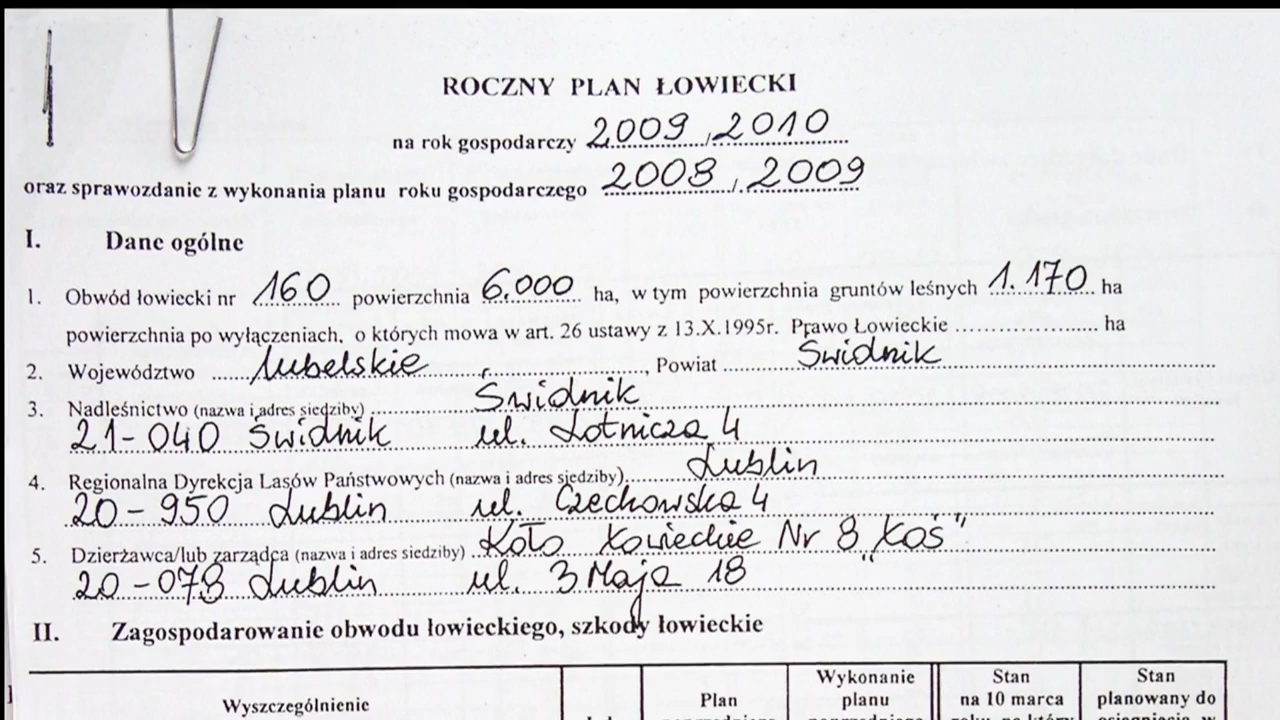 ROCZNY PLAN ŁOWIECKI
na rok gospodarczy 2009, 2010
oraz sprawozdanie z wykonania planu roku gospodarczego 2008, 2009
I. Dane ogólne
1. Obwód łowiecki nr 160 powierzchnia 6.000 ha, w tym powierzchnia gruntów leśnych 1.170 ha
powierzchnia po wyłączeniach, o których mowa w art. 26 ustawy z 13.X.1995r. Prawo Łowieckie .................. ha
2. Województwo lubelskie, Powiat Świdnik
3. Nadleśnictwo (nazwa i adres siedziby) Świdnik
21-040 Świdnik ul. Lotnicza 4
4. Regionalna Dyrekcja Lasów Państwowych (nazwa i adres siedziby) Lublin
20-950 Lublin ul. Czechowska 4
5. Dzierżawca/lub zarządca (nazwa i adres siedziby) Koło Łowieckie Nr 8 „Łoś"
20-078 Lublin ul. 3 Maja 18
II. Zagospodarowanie obwodu łowieckiego, szkody łowieckie
Wyszczególnienie
Plan
Wykonanie
planu
Stan
na 10 marca
Stan
planowany do